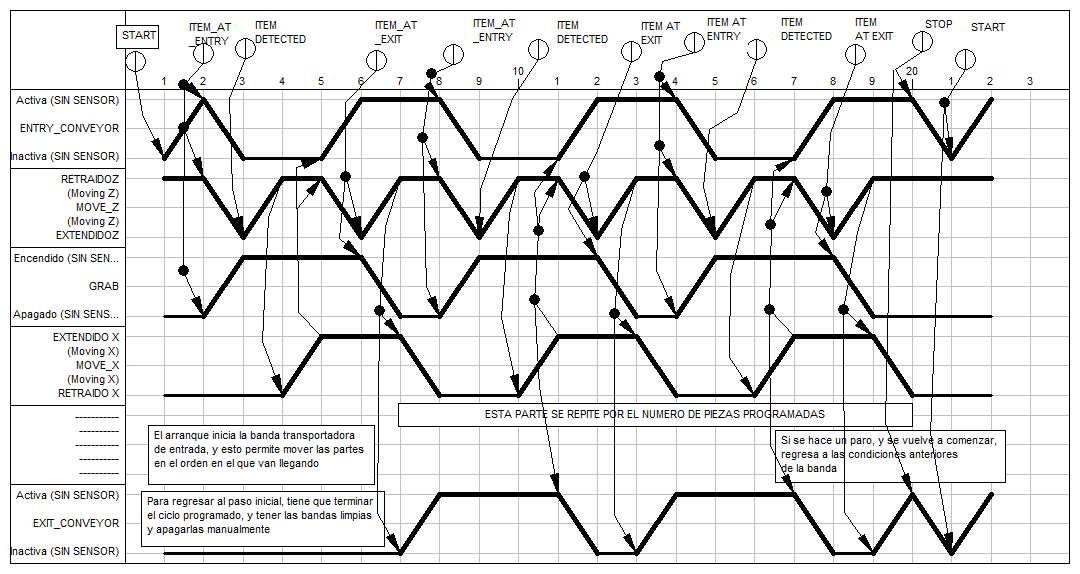 START
ITEM_AT
_ENTRY
ITEM
DETECTED
ITEM_AT
_EXIT
ITEM_AT
_ENTRY
ITEM
DETECTED
ITEM AT
EXIT
ITEM AT
ENTRY
ITEM
DETECTED
ITEM
AT EXIT
STOP
START
1 2 3 4 5 6 7 8 9 10 1 2 3 4 5 6 7 8 9 20 1 2 3
Activa (SIN SENSOR)
ENTRY_CONVEYOR
Inactiva (SIN SENSOR)
RETRAIDOZ
(Moving Z)
MOVE_Z
(Moving Z)
EXTENDIDOZ
Encendido (SIN SEN...
GRAB
Apagado (SIN SENS...
EXTENDIDO X
(Moving X)
MOVE_X
(Moving X)
RETRAIDO X
-----------
-----------
-----------
-----------
-----------
ESTA PARTE SE REPITE POR EL NUMERO DE PIEZAS PROGRAMADAS
El arranque inicia la banda transportadora
de entrada, y esto permite mover las partes
en el orden en el que van llegando
Si se hace un paro, y se vuelve a comenzar,
regresa a las condiciones anteriores
de la banda
Para regresar al paso inicial, tiene que terminar
el ciclo programado, y tener las bandas limpias
y apagarlas manualmente
Activa (SIN SENSOR)
EXIT_CONVEYOR
Inactiva (SIN SENSOR)